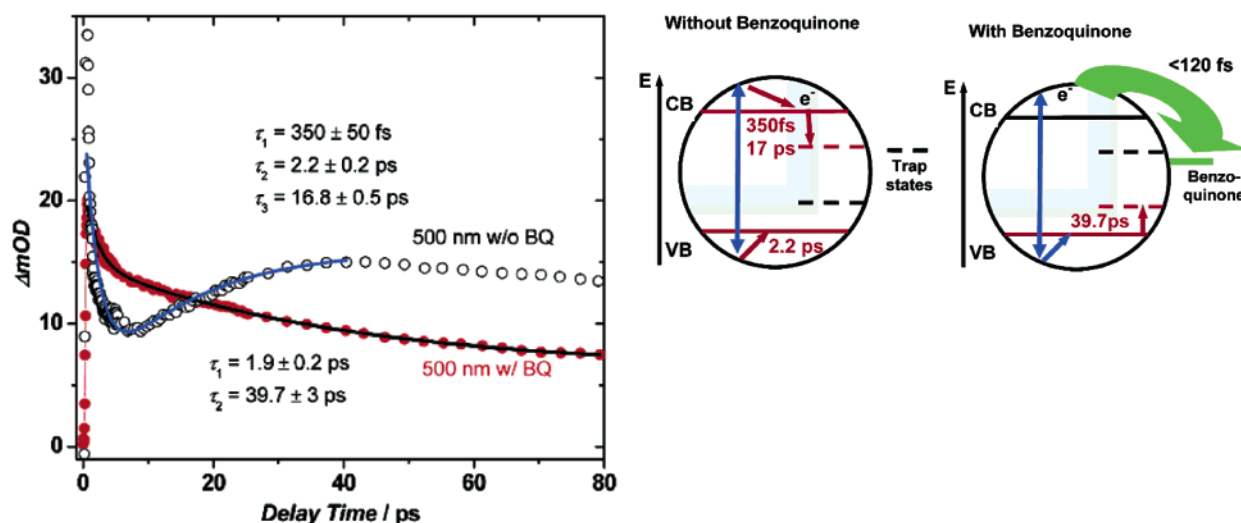 ΔmOD
30
20
10
0
τ₁ = 350 ± 50 fs
τ₂ = 2.2 ± 0.2 ps
τ₃ = 16.8 ± 0.5 ps
500 nm w/o BQ
τ₁ = 1.9 ± 0.2 ps
τ₂ = 39.7 ± 3 ps
500 nm w/ BQ
0
20
40
60
80
Delay Time / ps
Without Benzoquinone
E
CB
e⁻
350fs
17 ps
VB
2.2 ps
Trap
states
With Benzoquinone
<120 fs
E
e⁻
CB
Benzo-
quinone
39.7ps
VB